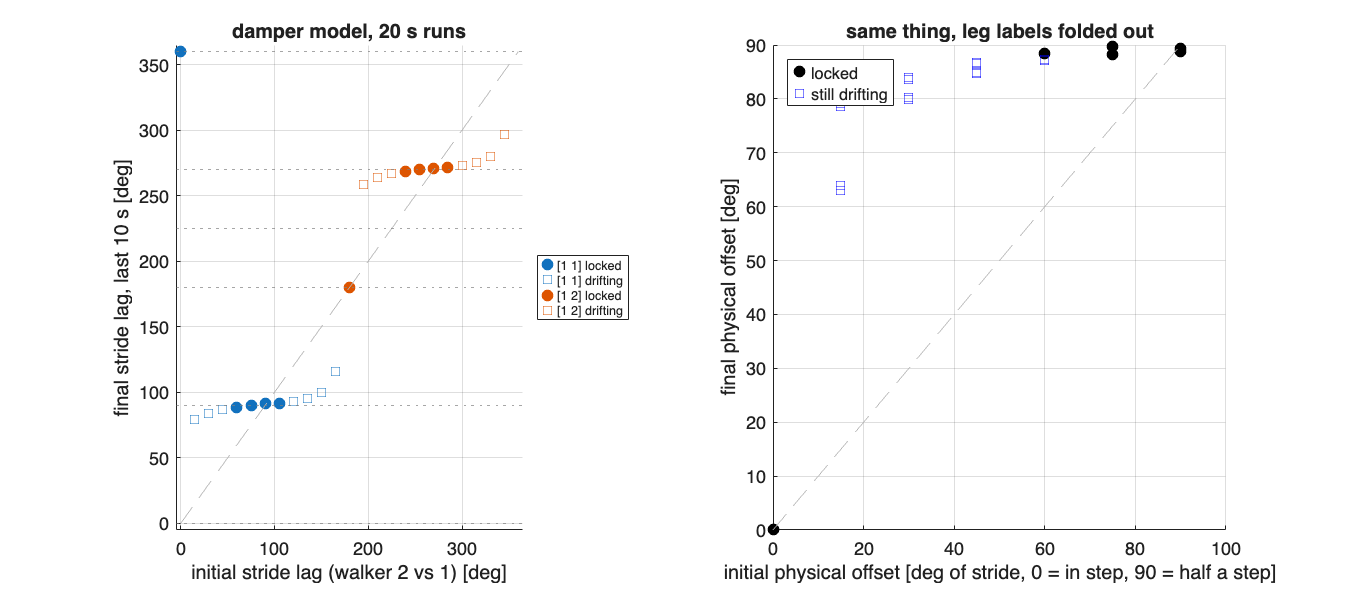 damper model, 20 s runs
final stride lag, last 10 s [deg]
350
300
250
200
150
100
50
0
0
100
200
300
initial stride lag (walker 2 vs 1) [deg]
[1 1] locked
[1 1] drifting
[1 2] locked
[1 2] drifting
same thing, leg labels folded out
final physical offset [deg]
90
80
70
60
50
40
30
20
10
0
locked
still drifting
0
20
40
60
80
100
initial physical offset [deg of stride, 0 = in step, 90 = half a step]